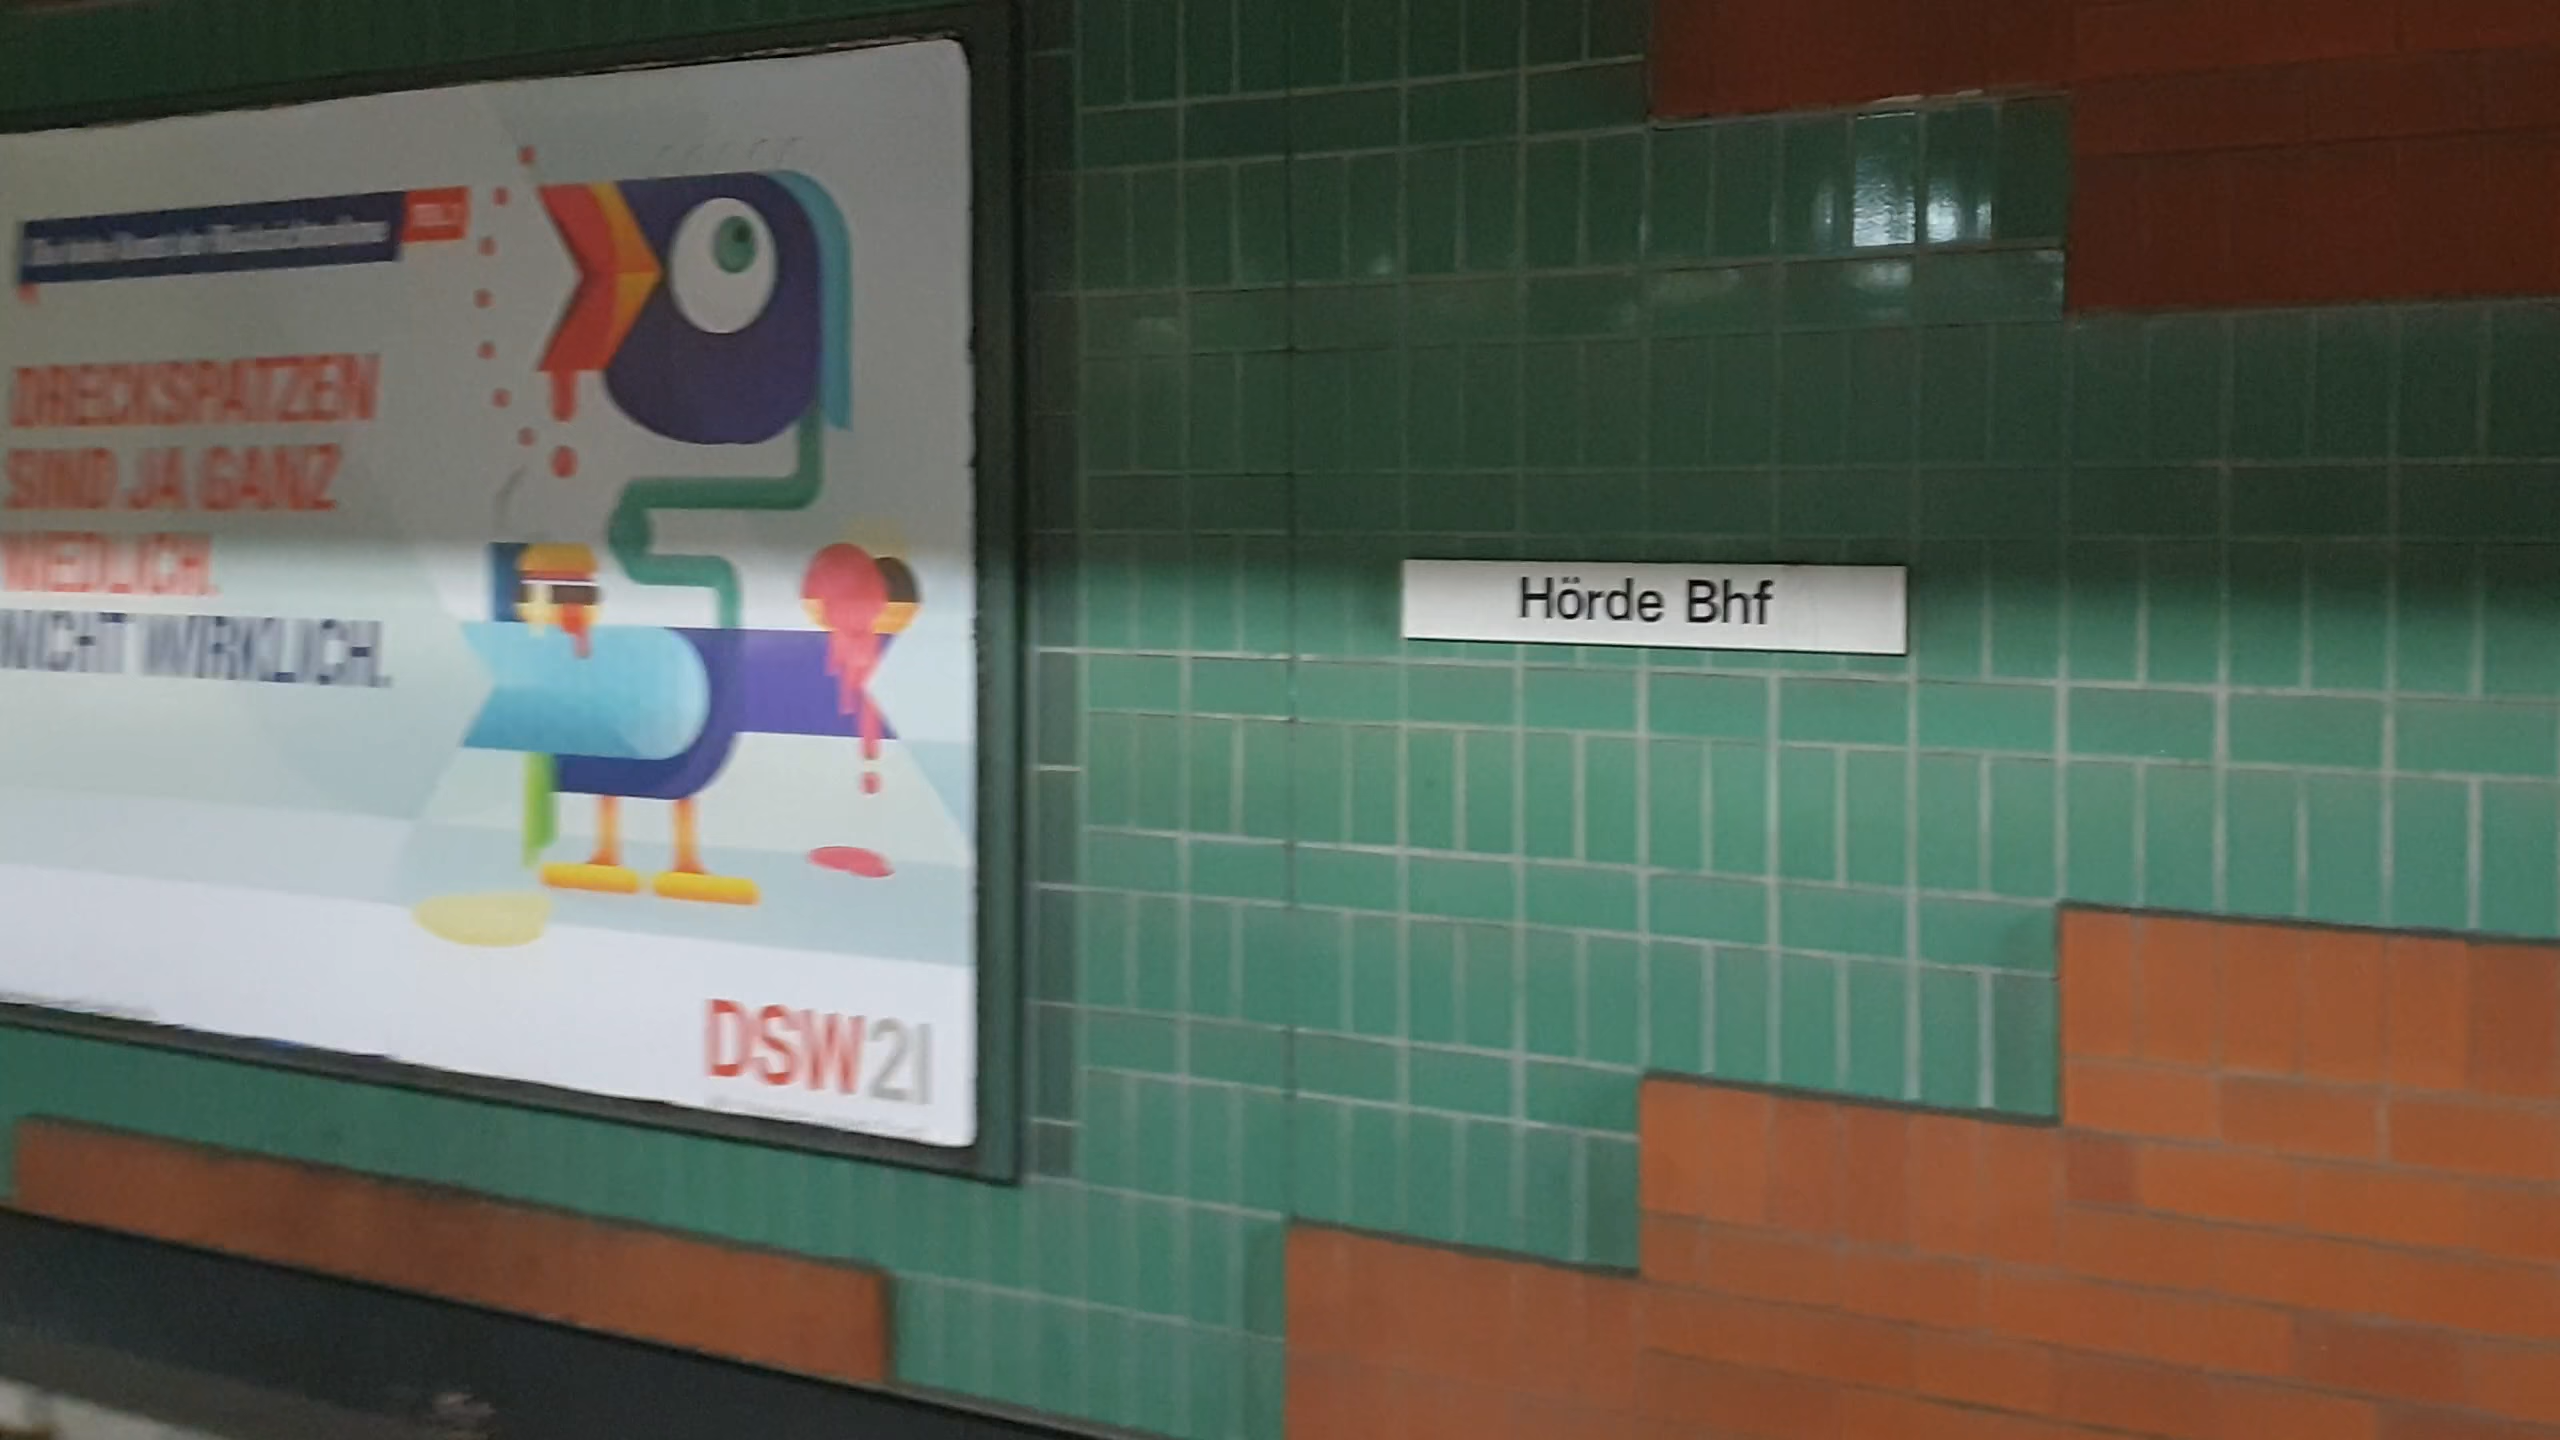 DRECKSPATZEN
SIND JA GANZ
NIEDLICH.
NICHT WIRKLICH.
DSW21
Hörde Bhf